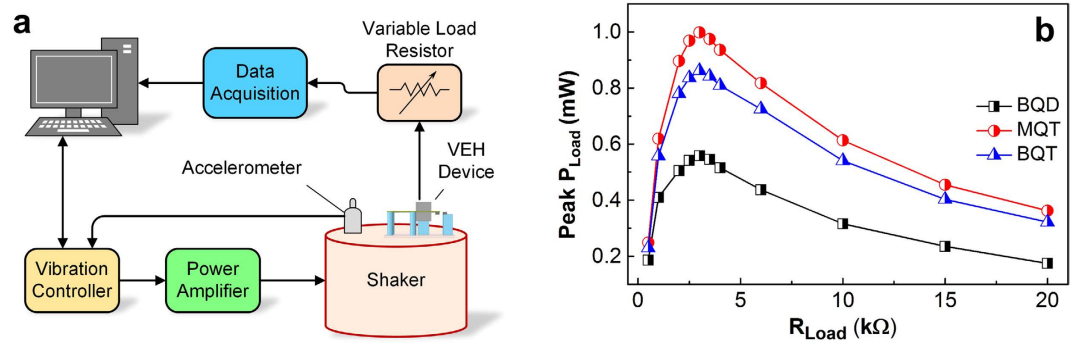 a
Variable Load
Resistor
Data
Acquisition
Accelerometer
VEH
Device
Vibration
Controller
Power
Amplifier
Shaker
b
Peak P_Load (mW)
1.0
0.8
0.6
0.4
0.2
BQD
MQT
BQT
0 5 10 15 20
R_Load (kΩ)